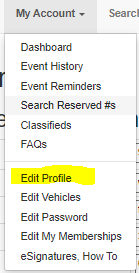 My Account Searc
Dashboard
Event History
Event Reminders
Search Reserved #s
Classifieds
FAQs
Edit Profile
Edit Vehicles
Edit Password
Edit My Memberships
eSignatures, How To